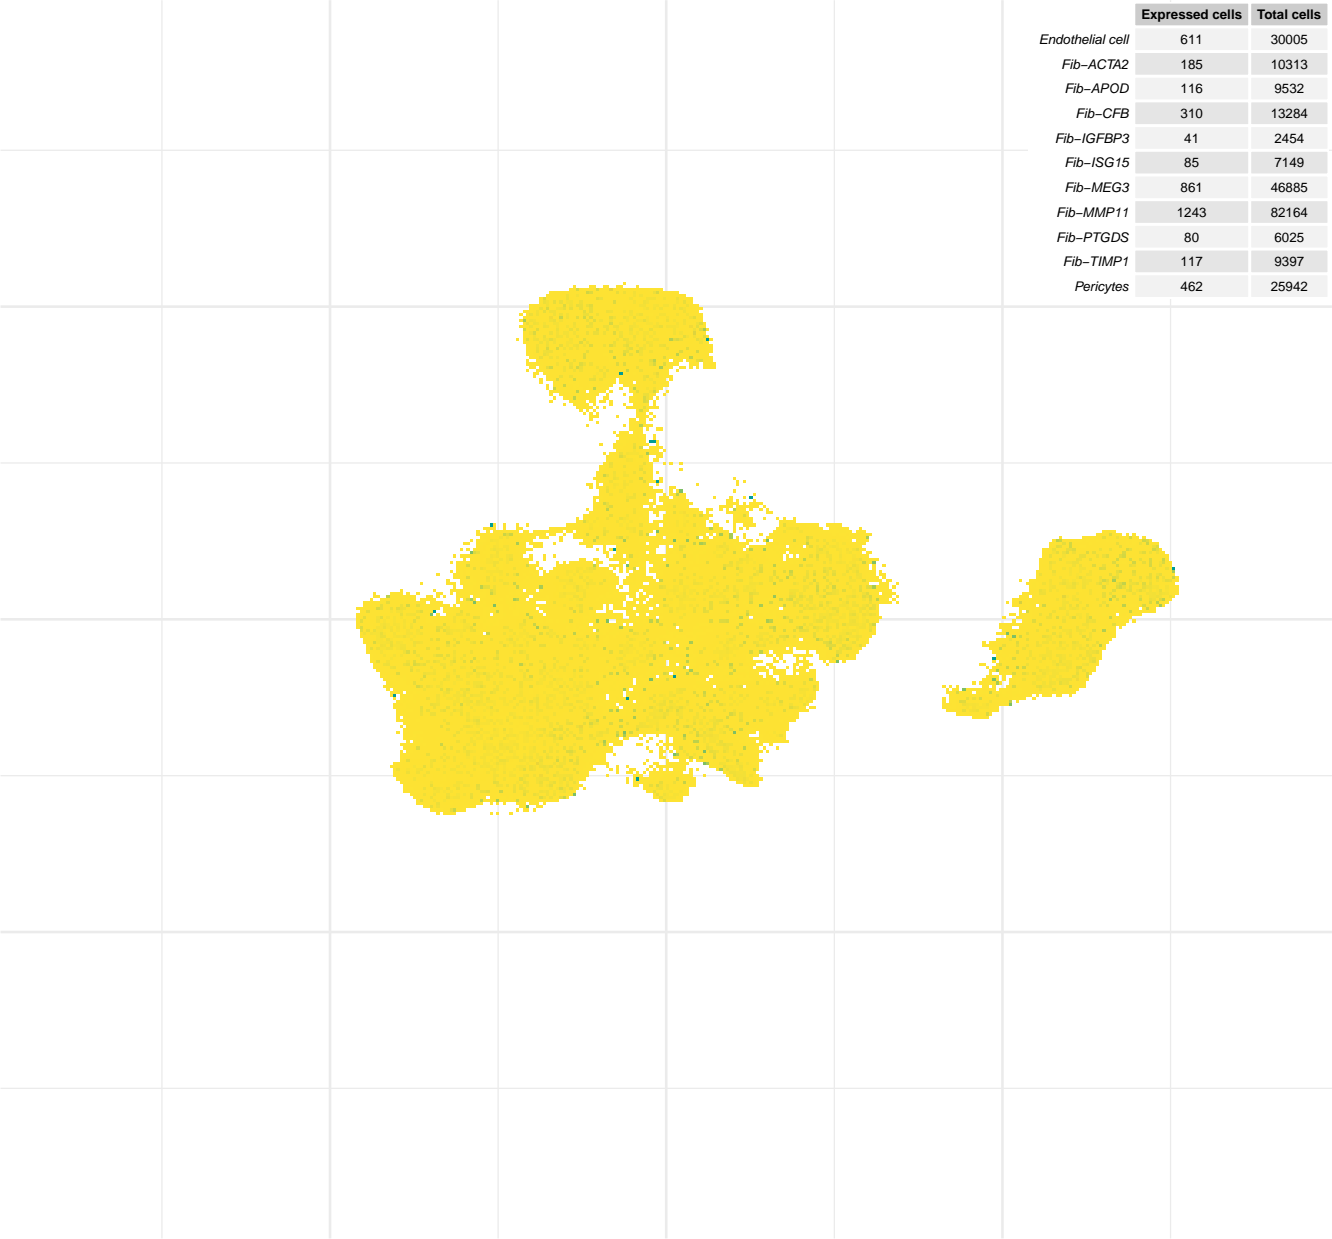 Expressed cells Total cells
Endothelial cell 611 30005
Fib−ACTA2 185 10313
Fib−APOD 116 9532
Fib−CFB 310 13284
Fib−IGFBP3 41 2454
Fib−ISG15 85 7149
Fib−MEG3 861 46885
Fib−MMP11 1243 82164
Fib−PTGDS 80 6025
Fib−TIMP1 117 9397
Pericytes 462 25942